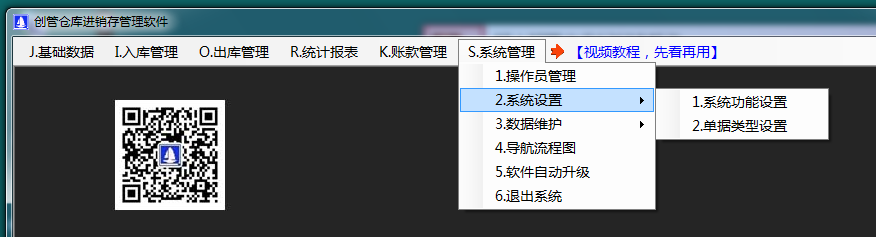 创管仓库进销存管理软件
J.基础数据 I.入库管理 O.出库管理 R.统计报表 K.账款管理 S.系统管理 【视频教程，先看再用】
1.操作员管理
2.系统设置
3.数据维护
4.导航流程图
5.软件自动升级
6.退出系统
1.系统功能设置
2.单据类型设置